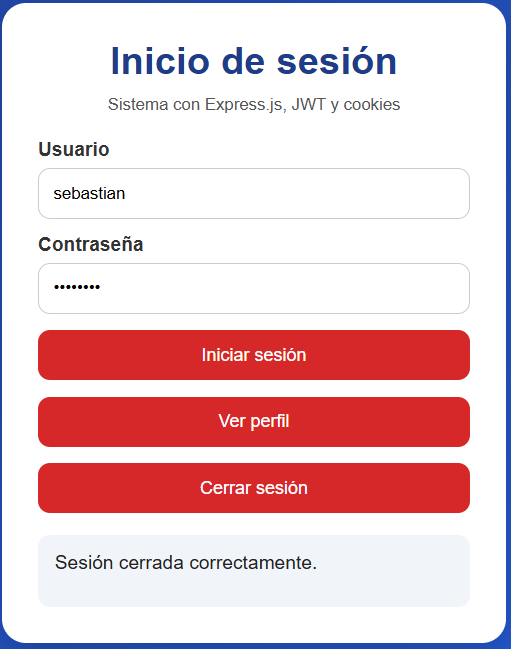 Inicio de sesión
Sistema con Express.js, JWT y cookies
Usuario
sebastian
Contraseña
••••••••
Iniciar sesión
Ver perfil
Cerrar sesión
Sesión cerrada correctamente.